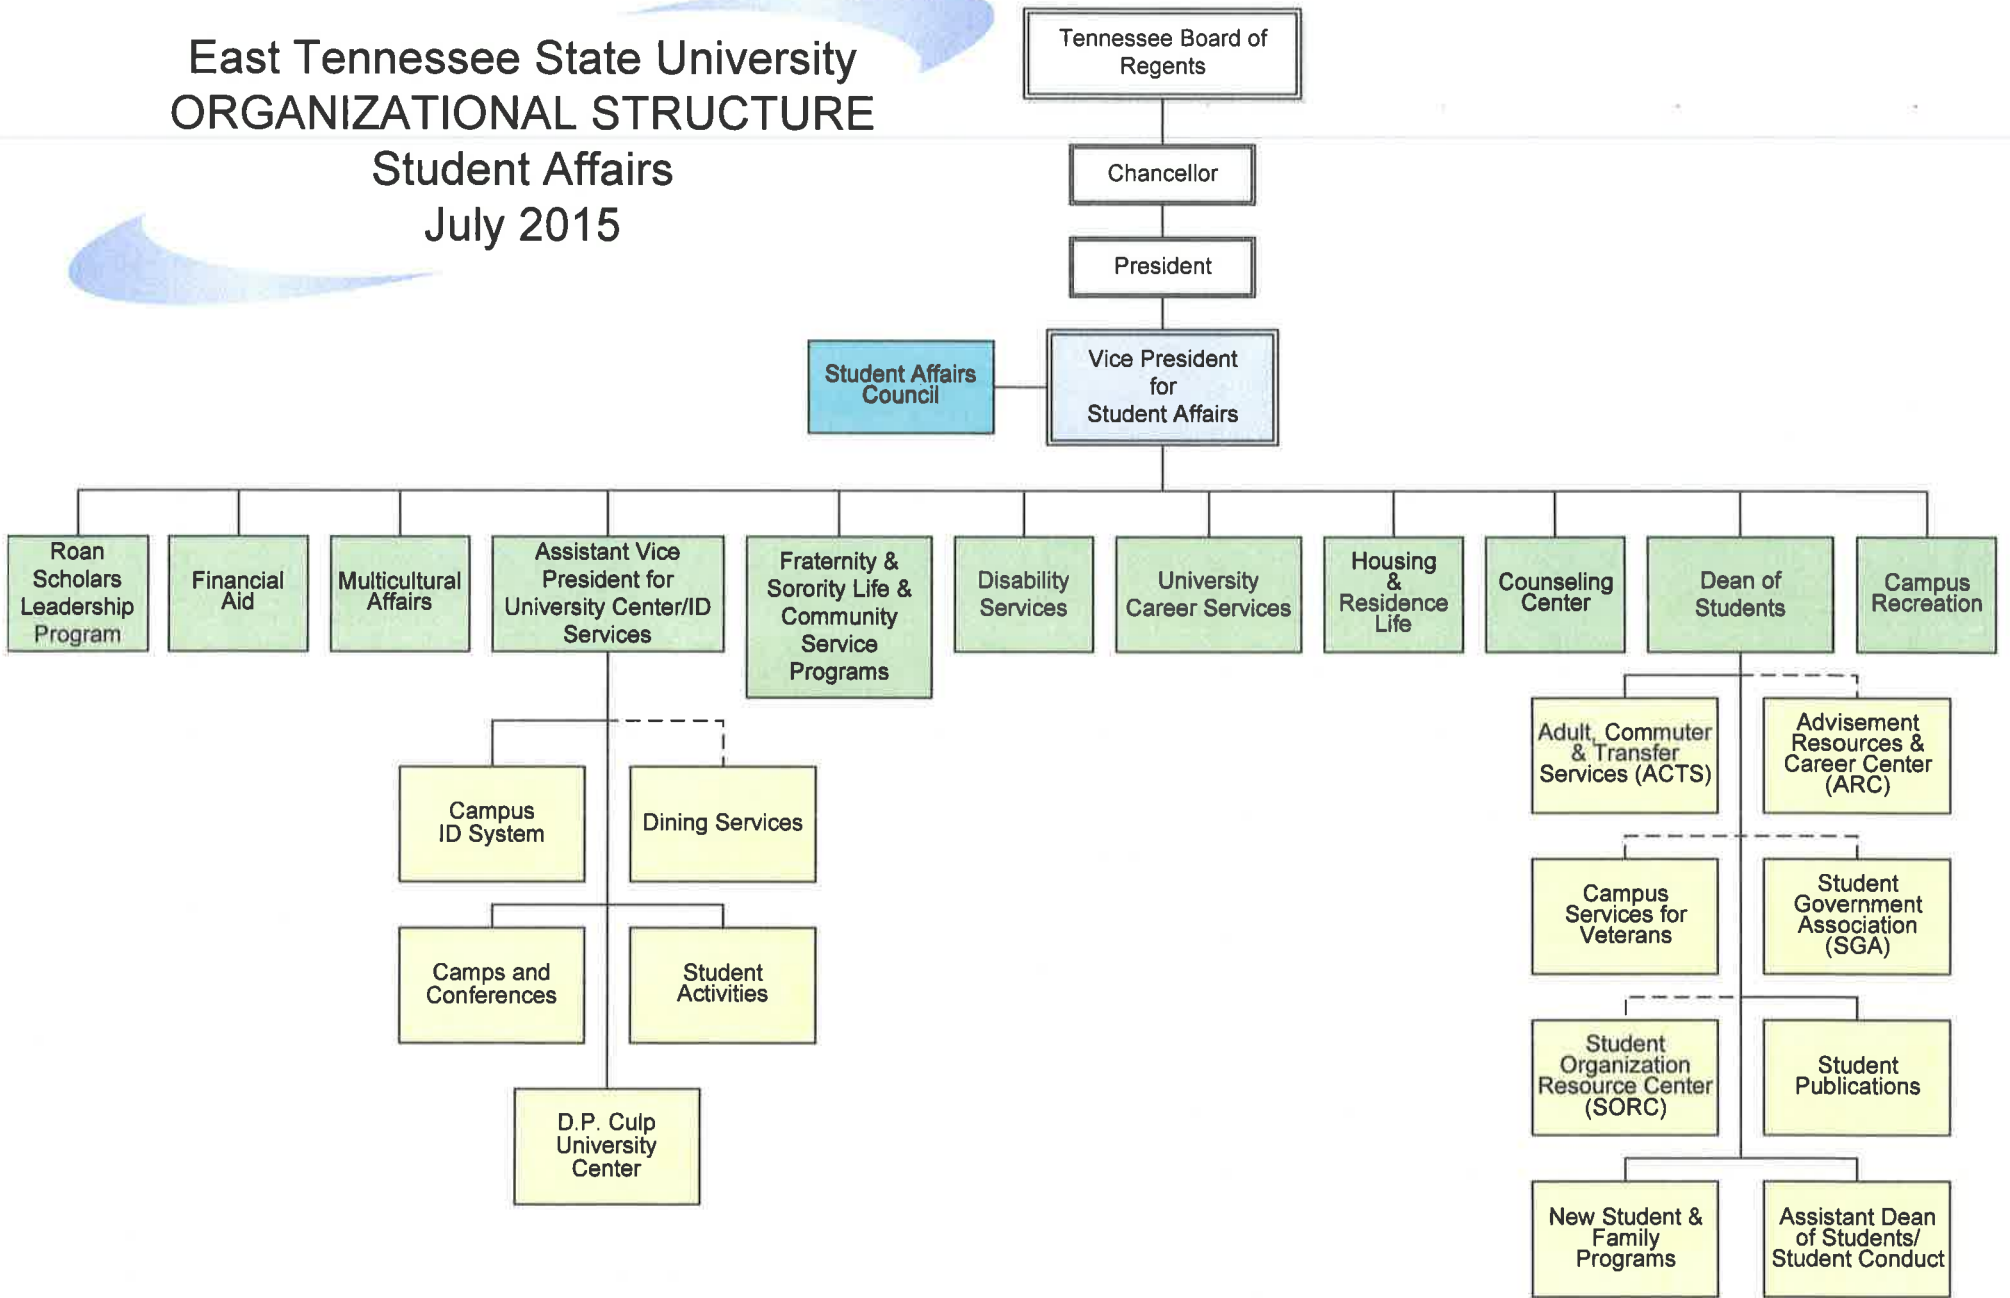 East Tennessee State University
ORGANIZATIONAL STRUCTURE
Student Affairs
July 2015
Tennessee Board of
Regents
Chancellor
President
Student Affairs
Council
Vice President
for
Student Affairs
Roan
Scholars
Leadership
Program
Financial
Aid
Multicultural
Affairs
Assistant Vice
President for
University Center/ID
Services
Fraternity &
Sorority Life &
Community
Service
Programs
Disability
Services
University
Career Services
Housing
&
Residence
Life
Counseling
Center
Dean of
Students
Campus
Recreation
Campus
ID System
Dining Services
Camps and
Conferences
Student
Activities
D.P. Culp
University
Center
Adult, Commuter
& Transfer
Services (ACTS)
Advisement
Resources &
Career Center
(ARC)
Campus
Services for
Veterans
Student
Government
Association
(SGA)
Student
Organization
Resource Center
(SORC)
Student
Publications
New Student &
Family
Programs
Assistant Dean
of Students/
Student Conduct